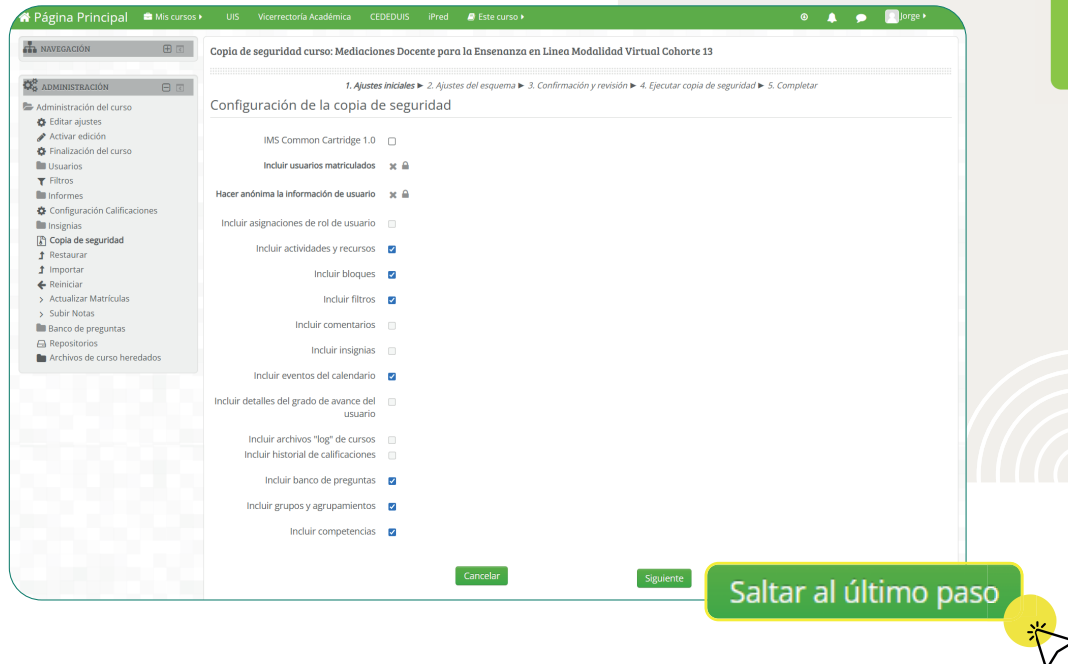 Página Principal Mis cursos UIS Vicerrectoría Académica CEDEDUIS iPred Este curso Jorge
NAVEGACIÓN
ADMINISTRACIÓN
Administración del curso
Editar ajustes
Activar edición
Finalización del curso
Usuarios
Filtros
Informes
Configuración Calificaciones
Insignias
Copia de seguridad
Restaurar
Importar
Reiniciar
Actualizar Matrículas
Subir Notas
Banco de preguntas
Repositorios
Archivos de curso heredados
Copia de seguridad curso: Mediaciones Docente para la Ensenanza en Linea Modalidad Virtual Cohorte 13
1. Ajustes iniciales ► 2. Ajustes del esquema ► 3. Confirmación y revisión ► 4. Ejecutar copia de seguridad ► 5. Completar
Configuración de la copia de seguridad
IMS Common Cartridge 1.0
Incluir usuarios matriculados
Hacer anónima la información de usuario
Incluir asignaciones de rol de usuario
Incluir actividades y recursos
Incluir bloques
Incluir filtros
Incluir comentarios
Incluir insignias
Incluir eventos del calendario
Incluir detalles del grado de avance del
usuario
Incluir archivos "log" de cursos
Incluir historial de calificaciones
Incluir banco de preguntas
Incluir grupos y agrupamientos
Incluir competencias
Cancelar Siguiente
Saltar al último paso